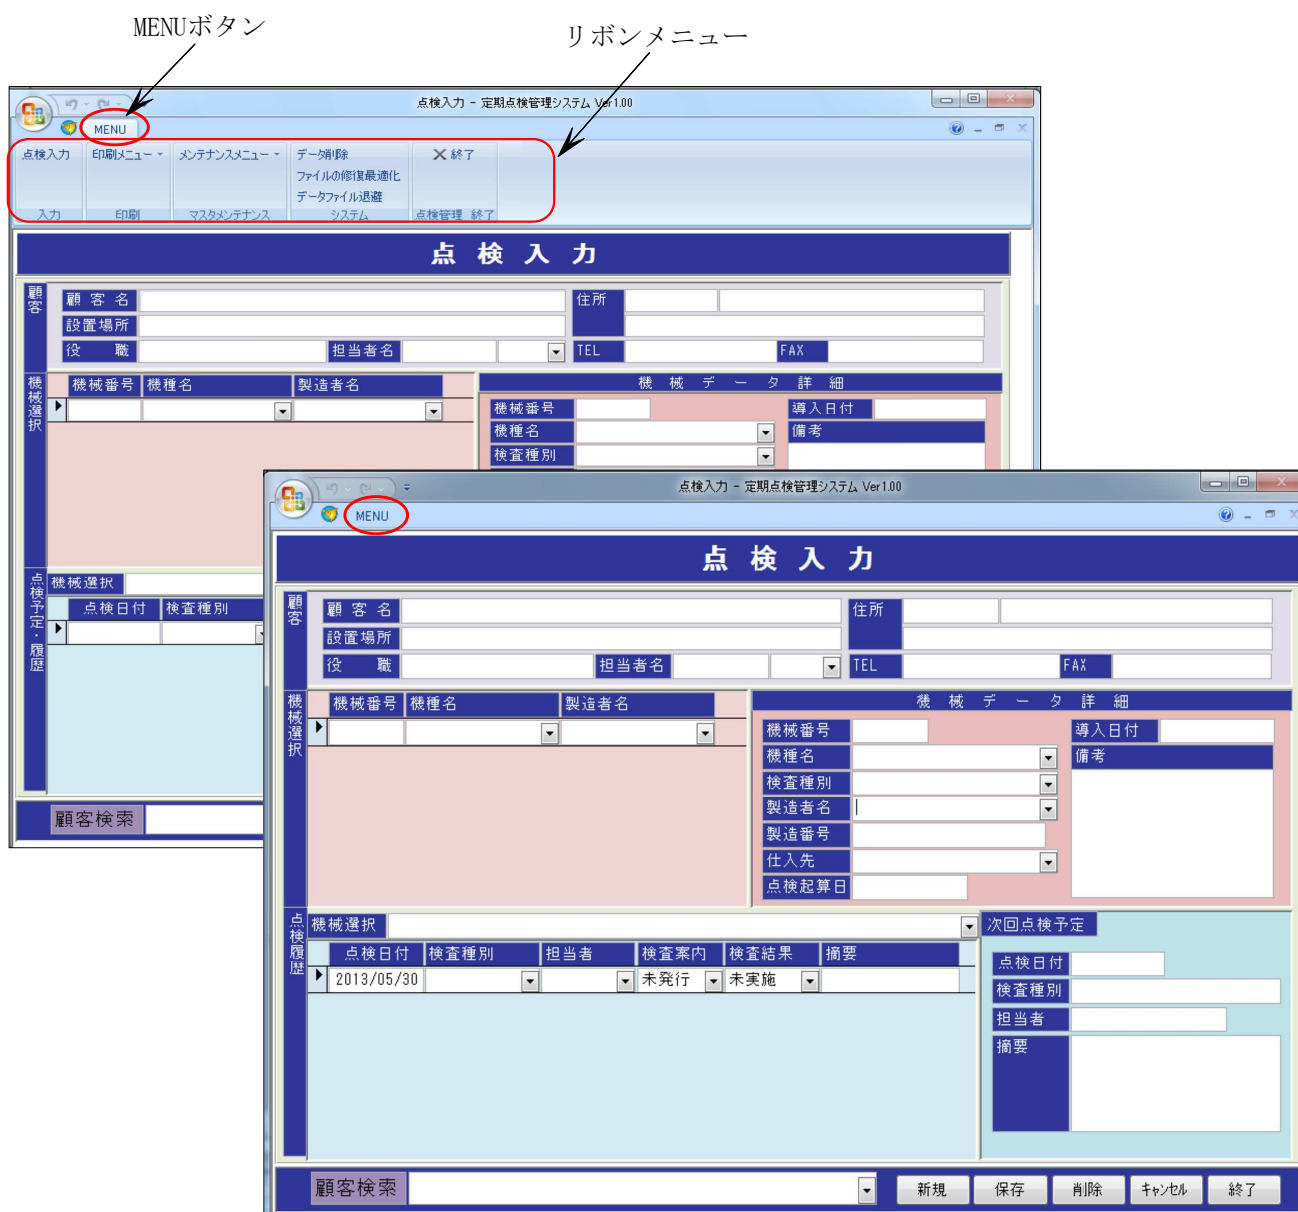 MENUボタン
リボンメニュー
点検入力 - 定期点検管理システム Ver1.00
MENU
点検入力 印刷メニュー メンテナンスメニュー データ削除 終了
ファイルの修復最適化
データファイル退避
入力 印刷 マスタメンテナンス システム 点検管理 終了
点検入力
顧客
顧客名 住所
設置場所
役職 担当者名 TEL FAX
機械選択
機械番号 機種名 製造者名
機械データ詳細
機械番号 導入日付
機種名 備考
検査種別
点検予定・履歴
機械選択
点検日付 検査種別
顧客検索
点検入力 - 定期点検管理システム Ver1.00
MENU
点検入力
顧客
顧客名 住所
設置場所
役職 担当者名 TEL FAX
機械選択
機械番号 機種名 製造者名
機械データ詳細
機械番号 導入日付
機種名 備考
検査種別
製造者名
製造番号
仕入先
点検起算日
点検履歴
機械選択
点検日付 検査種別 担当者 検査案内 検査結果 摘要
2013/05/30 未発行 未実施
次回点検予定
点検日付
検査種別
担当者
摘要
顧客検索 新規 保存 削除 キャンセル 終了